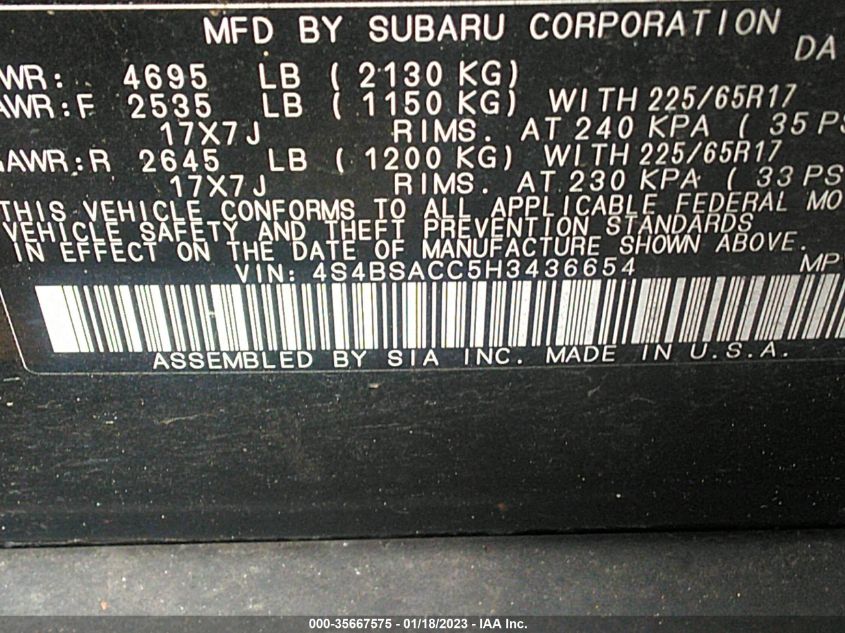 MFD BY SUBARU CORPORATION
DA
WR: 4695 LB ( 2130 KG)
AWR:F 2535 LB ( 1150 KG) WITH 225/65R17
17X7J RIMS. AT 240 KPA ( 35 PS
AWR:R 2645 LB ( 1200 KG) WITH 225/65R17
17X7J RIMS. AT 230 KPA ( 33 PS
THIS VEHICLE CONFORMS TO ALL APPLICABLE FEDERAL MO
VEHICLE SAFETY AND THEFT PREVENTION STANDARDS
IN EFFECT ON THE DATE OF MANUFACTURE SHOWN ABOVE.
VIN: 4S4BSACC5H3436654 MP
ASSEMBLED BY SIA INC. MADE IN U.S.A.
000-35667575 — 01/18/2023 — IAA Inc.